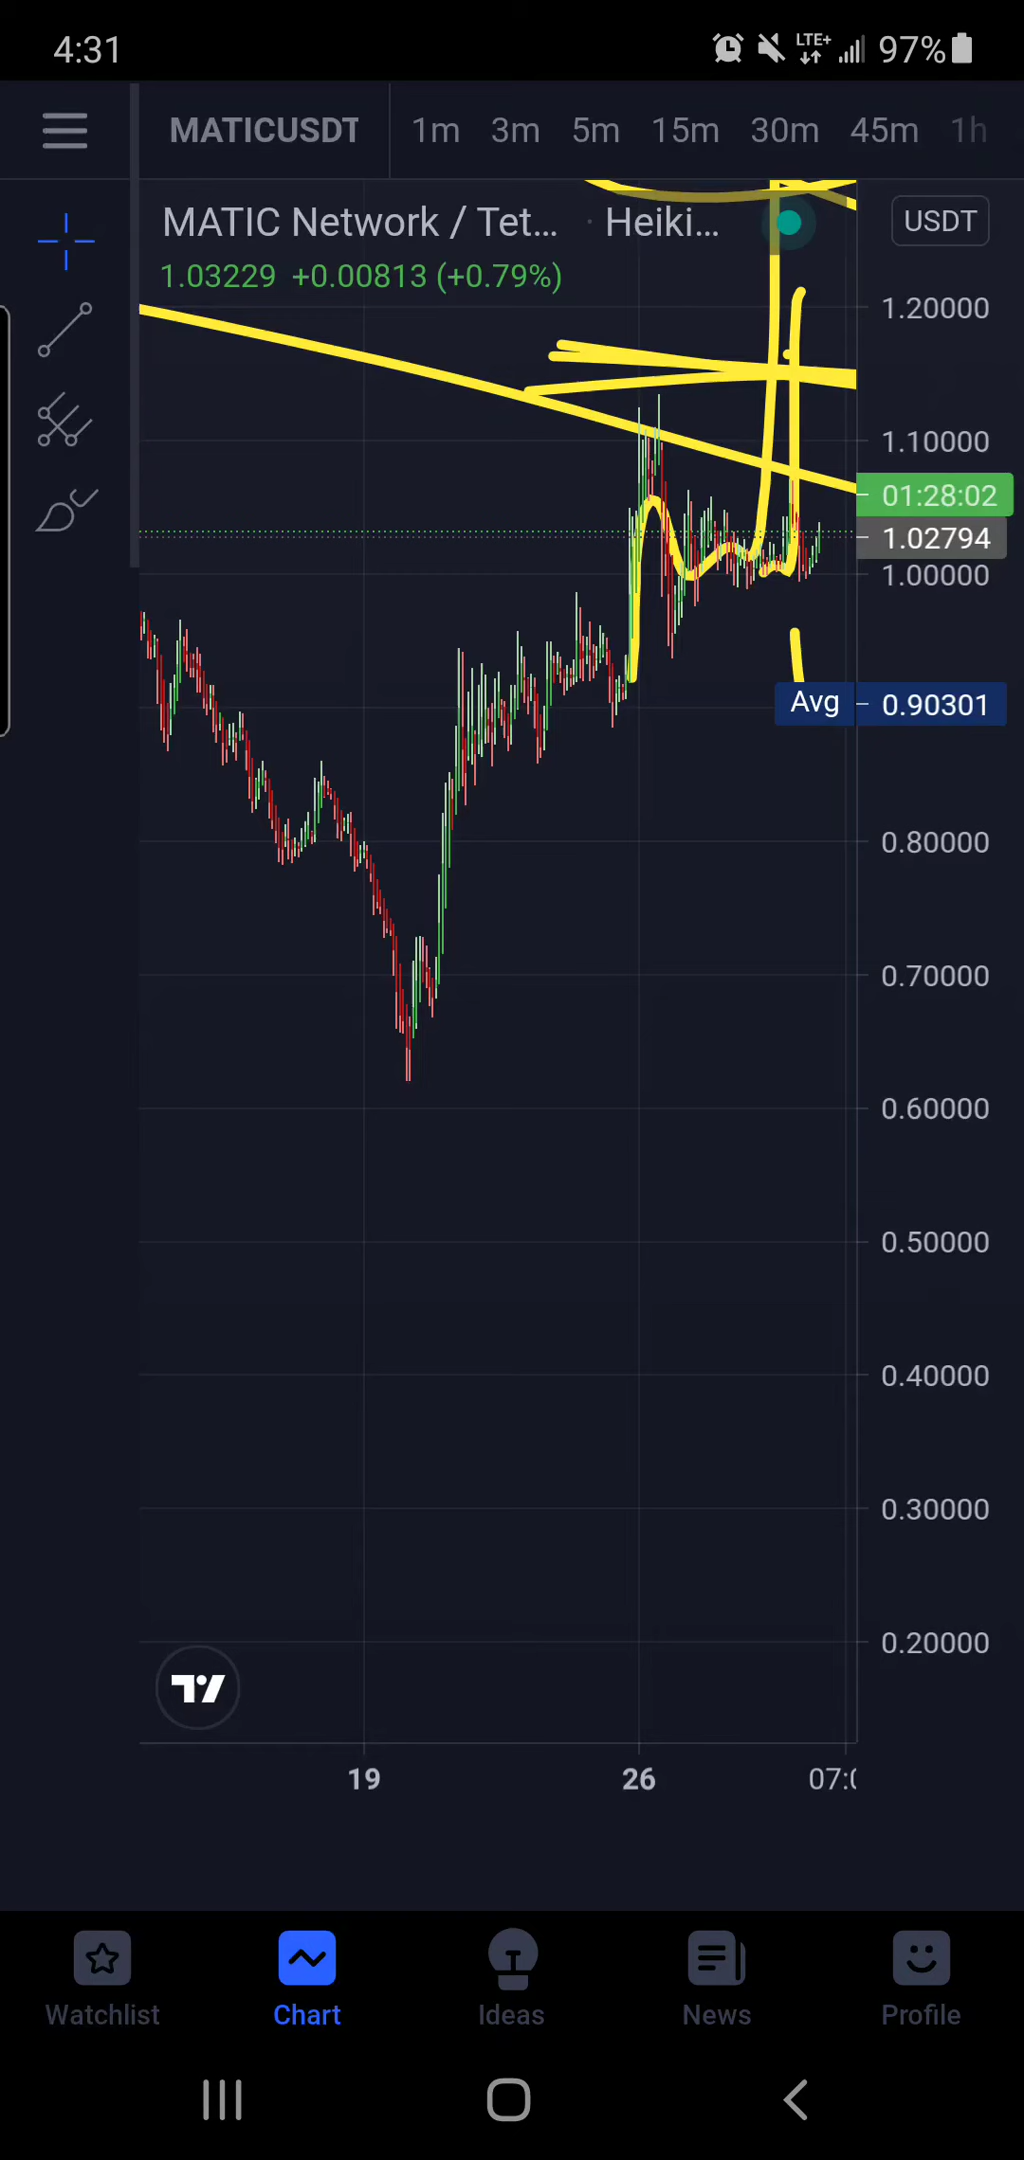 4:31 LTE+ 97%
MATICUSDT 1m 3m 5m 15m 30m 45m 1h
MATIC Network / Tet... · Heiki... USDT
1.03229 +0.00813 (+0.79%)
1.20000
1.10000
01:28:02
1.02794
1.00000
Avg 0.90301
0.80000
0.70000
0.60000
0.50000
0.40000
0.30000
0.20000
19 26 07:0
Watchlist Chart Ideas News Profile